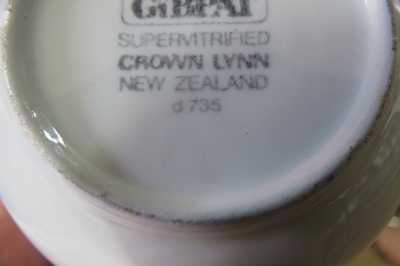 SUPERVITRIFIED
CROWN LYNN
NEW ZEALAND
d 735